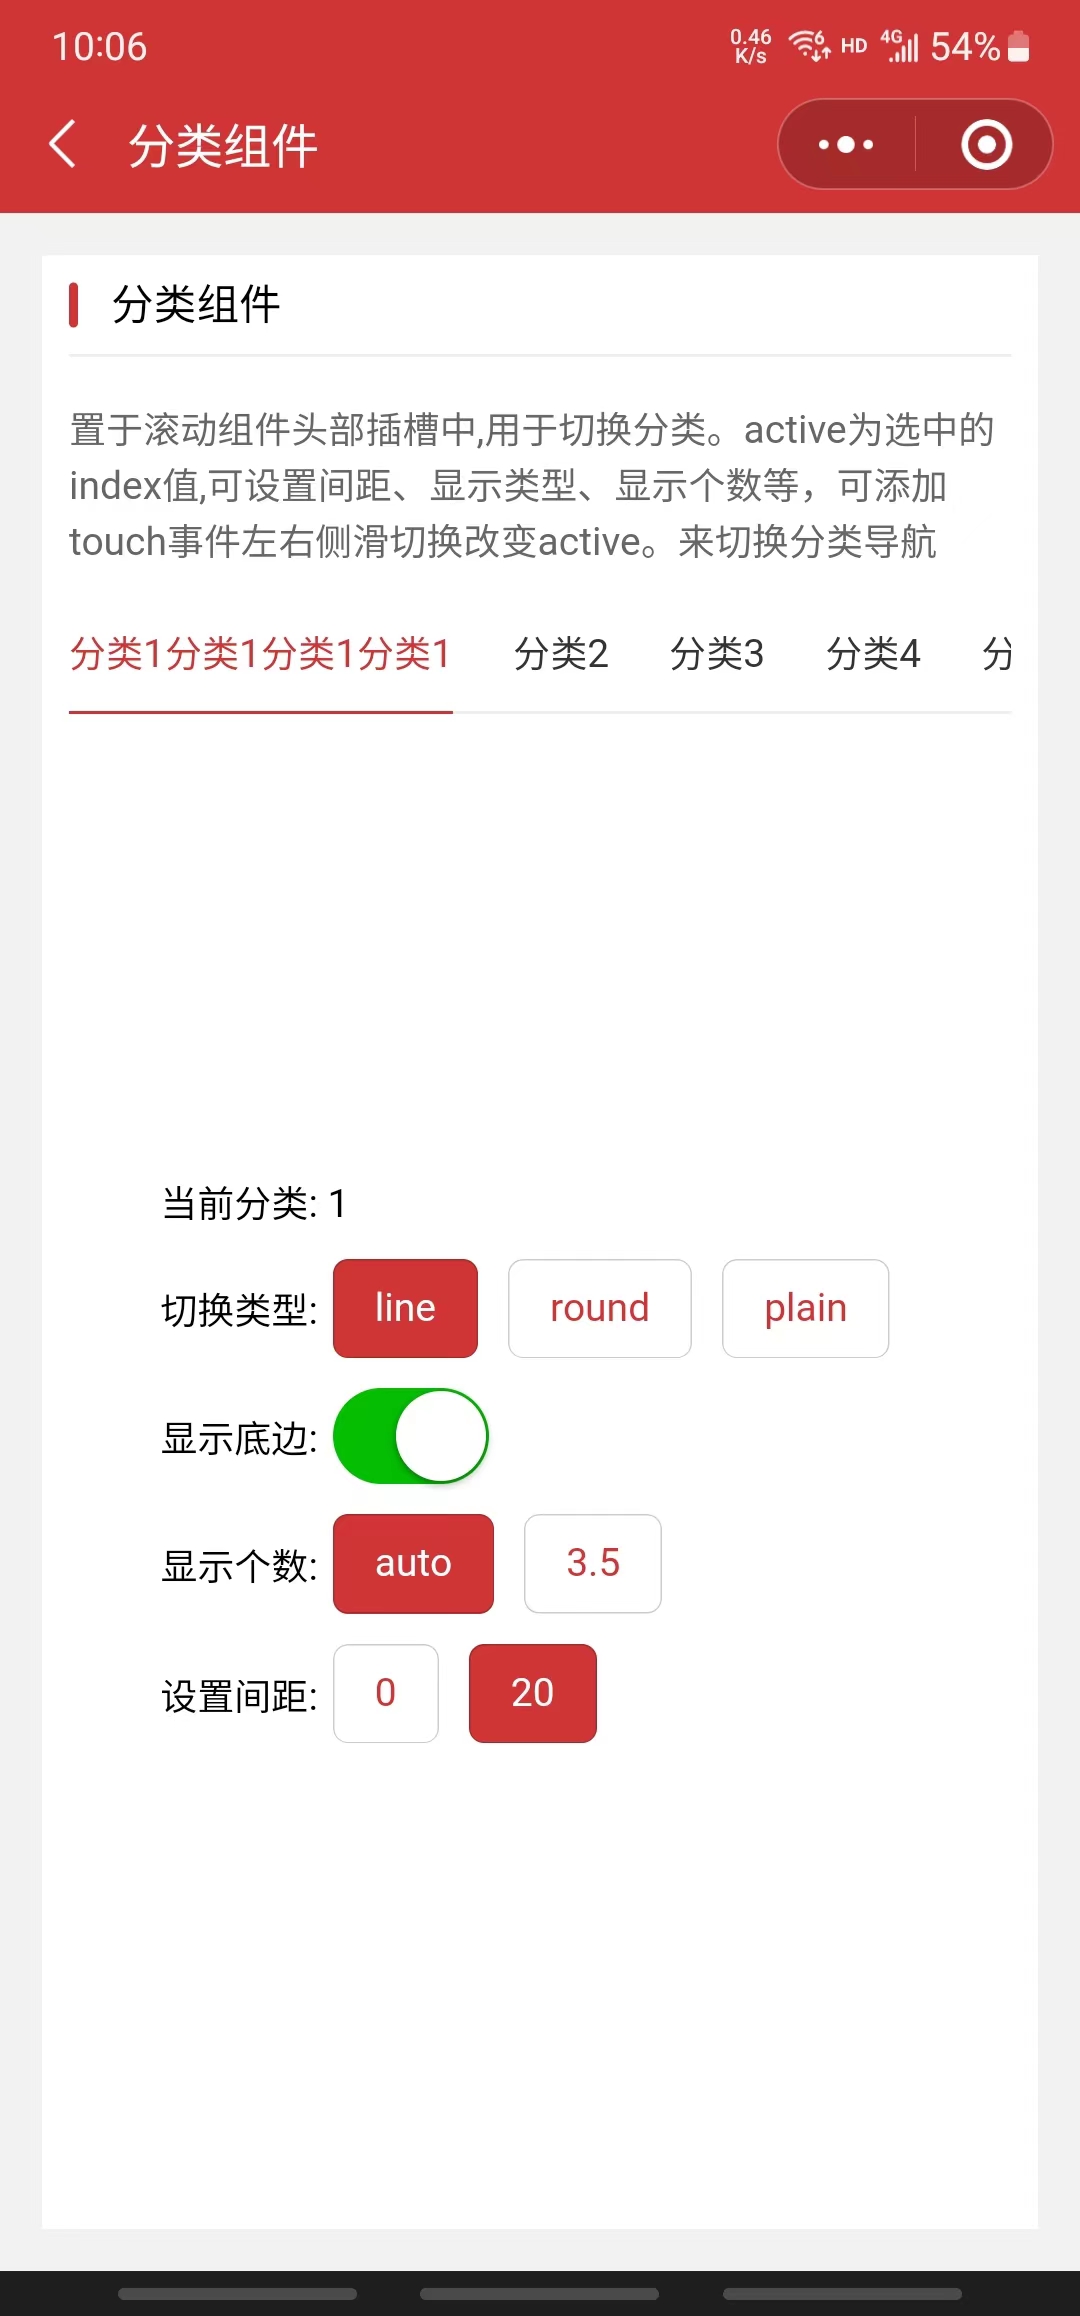 10:06
0.46 K/s 6 HD 4G 54%
分类组件
分类组件
置于滚动组件头部插槽中,用于切换分类。active为选中的
index值,可设置间距、显示类型、显示个数等，可添加
touch事件左右侧滑切换改变active。来切换分类导航
分类1分类1分类1分类1 分类2 分类3 分类4 分
当前分类: 1
切换类型: line round plain
显示底边:
显示个数: auto 3.5
设置间距: 0 20